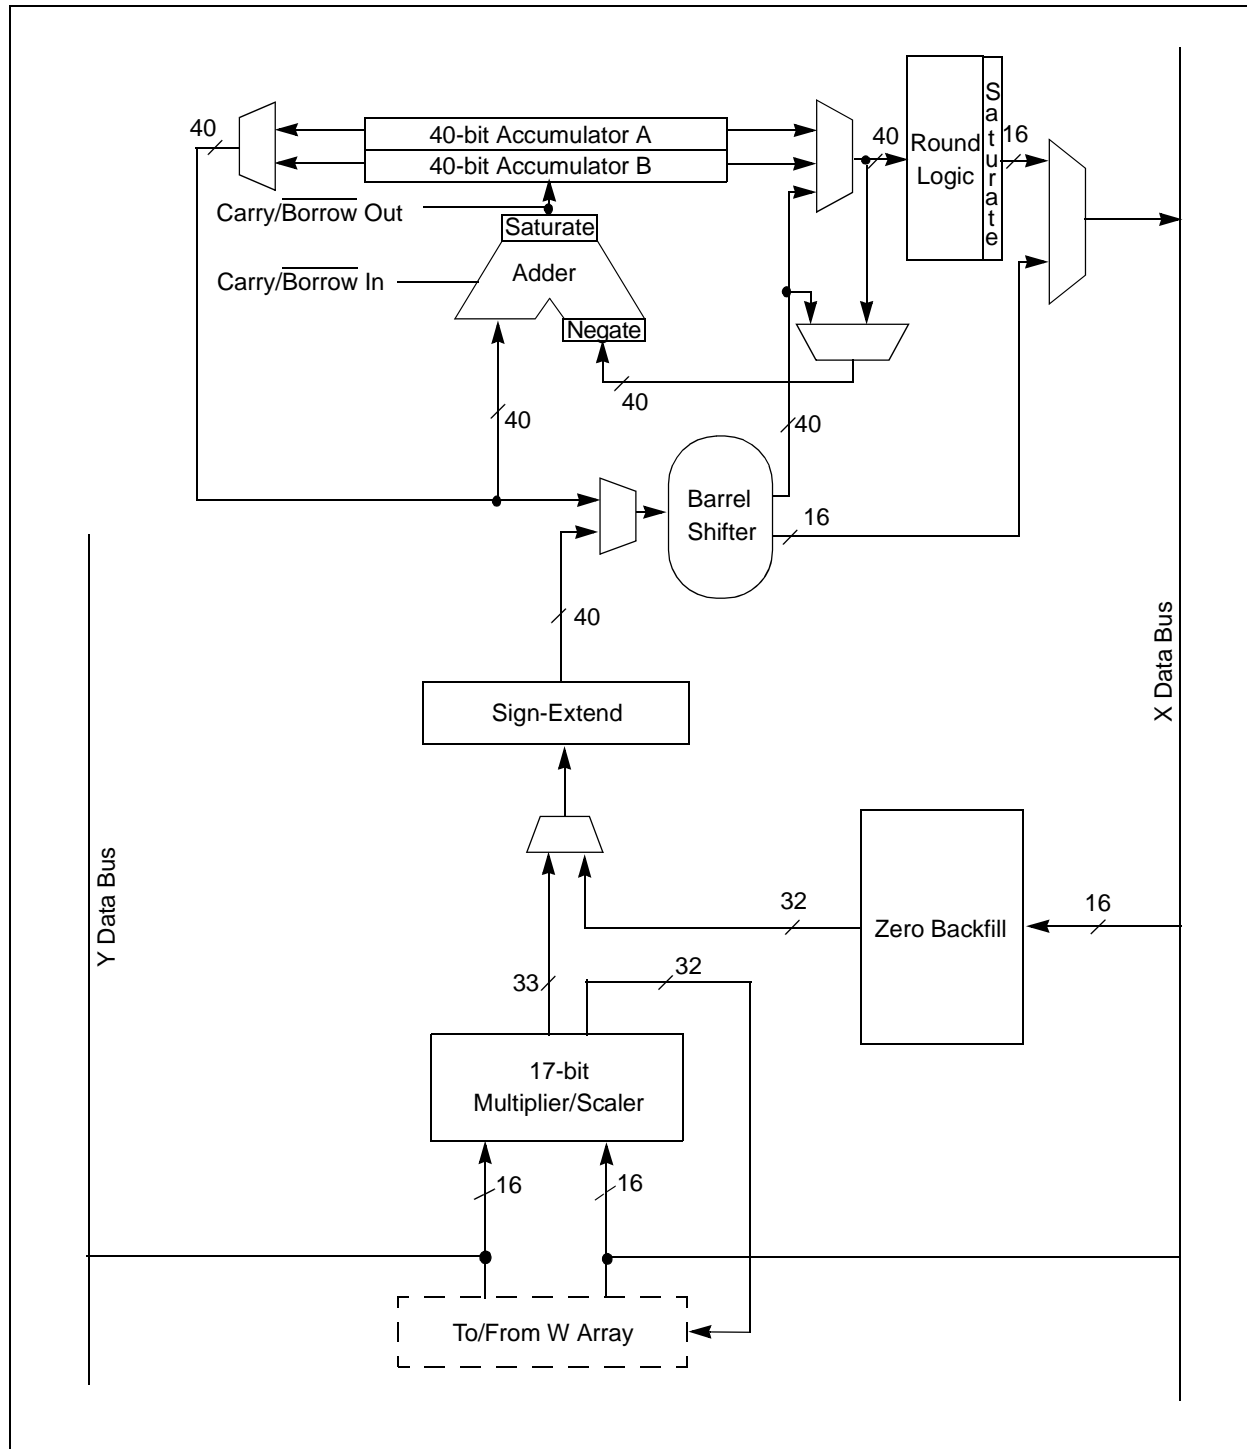 40
40-bit Accumulator A
40-bit Accumulator B
40
Round
Logic
Saturate
16
Carry/Borrow Out
Saturate
Carry/Borrow In
Adder
Negate
40
40
40
Barrel
Shifter
16
40
Sign-Extend
X Data Bus
Y Data Bus
32
Zero Backfill
16
33
32
17-bit
Multiplier/Scaler
16
16
To/From W Array